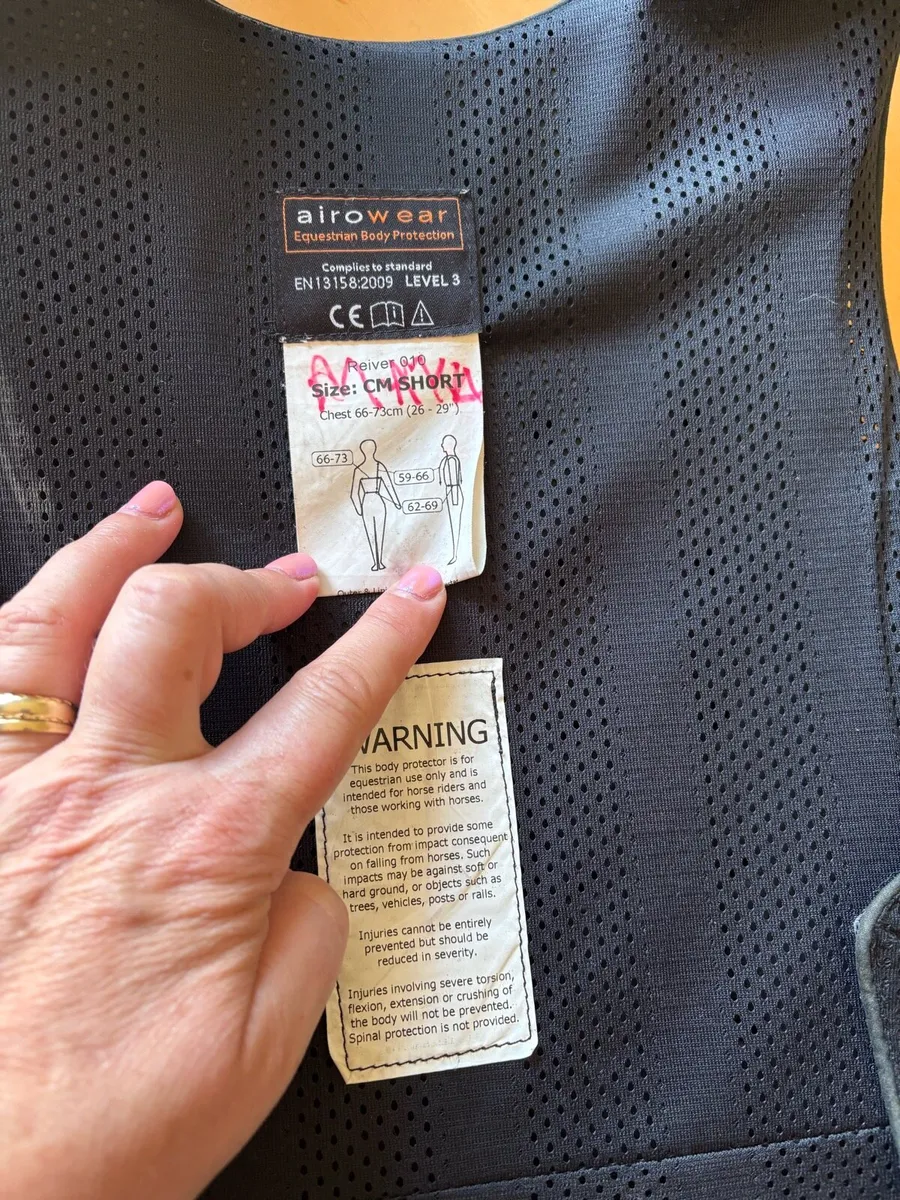 airowear
Equestrian Body Protection
Complies to standard
EN13158:2009 LEVEL 3
CE
Reiver 010
Size: CM SHORT
Chest 66-73cm (26 - 29")
66-73
59-66
62-69
Outer &
WARNING
This body protector is for
equestrian use only and is
intended for horse riders and
those working with horses.
It is intended to provide some
protection from impact consequent
on falling from horses. Such
impacts may be against soft or
hard ground, or objects such as
trees, vehicles, posts or rails.
Injuries cannot be entirely
prevented but should be
reduced in severity.
Injuries involving severe torsion,
flexion, extension or crushing of
the body will not be prevented.
Spinal protection is not provided.